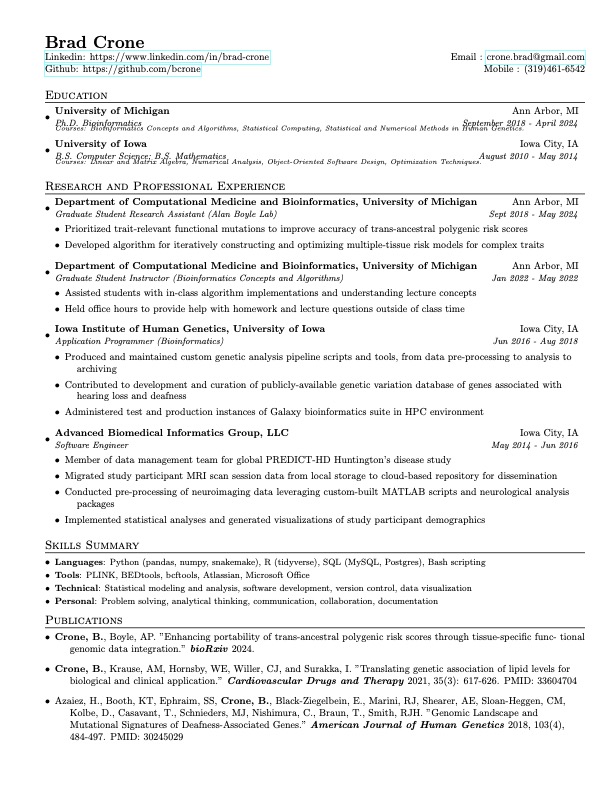 Brad Crone
Linkedin: https://www.linkedin.com/in/brad-crone Email : crone.brad@gmail.com
Github: https://github.com/bcrone Mobile : (319)461-6542
Education
• University of Michigan Ann Arbor, MI
Ph.D. Bioinformatics September 2018 - April 2024
Courses: Bioinformatics Concepts and Algorithms, Statistical Computing, Statistical and Numerical Methods in Human Genetics.
• University of Iowa Iowa City, IA
B.S. Computer Science; B.S. Mathematics August 2010 - May 2014
Courses: Linear and Matrix Algebra, Numerical Analysis, Object-Oriented Software Design, Optimization Techniques.
Research and Professional Experience
• Department of Computational Medicine and Bioinformatics, University of Michigan Ann Arbor, MI
Graduate Student Research Assistant (Alan Boyle Lab) Sept 2018 - May 2024
• Prioritized trait-relevant functional mutations to improve accuracy of trans-ancestral polygenic risk scores
• Developed algorithm for iteratively constructing and optimizing multiple-tissue risk models for complex traits
• Department of Computational Medicine and Bioinformatics, University of Michigan Ann Arbor, MI
Graduate Student Instructor (Bioinformatics Concepts and Algorithms) Jan 2022 - May 2022
• Assisted students with in-class algorithm implementations and understanding lecture concepts
• Held office hours to provide help with homework and lecture questions outside of class time
• Iowa Institute of Human Genetics, University of Iowa Iowa City, IA
Application Programmer (Bioinformatics) Jun 2016 - Aug 2018
• Produced and maintained custom genetic analysis pipeline scripts and tools, from data pre-processing to analysis to
archiving
• Contributed to development and curation of publicly-available genetic variation database of genes associated with
hearing loss and deafness
• Administered test and production instances of Galaxy bioinformatics suite in HPC environment
• Advanced Biomedical Informatics Group, LLC Iowa City, IA
Software Engineer May 2014 - Jun 2016
• Member of data management team for global PREDICT-HD Huntington's disease study
• Migrated study participant MRI scan session data from local storage to cloud-based repository for dissemination
• Conducted pre-processing of neuroimaging data leveraging custom-built MATLAB scripts and neurological analysis
packages
• Implemented statistical analyses and generated visualizations of study participant demographics
Skills Summary
• Languages: Python (pandas, numpy, snakemake), R (tidyverse), SQL (MySQL, Postgres), Bash scripting
• Tools: PLINK, BEDtools, bcftools, Atlassian, Microsoft Office
• Technical: Statistical modeling and analysis, software development, version control, data visualization
• Personal: Problem solving, analytical thinking, communication, collaboration, documentation
Publications
• Crone, B., Boyle, AP. "Enhancing portability of trans-ancestral polygenic risk scores through tissue-specific func- tional
genomic data integration." bioRxiv 2024.
• Crone, B., Krause, AM, Hornsby, WE, Willer, CJ, and Surakka, I. "Translating genetic association of lipid levels for
biological and clinical application." Cardiovascular Drugs and Therapy 2021, 35(3): 617-626. PMID: 33604704
• Azaiez, H., Booth, KT, Ephraim, SS, Crone, B., Black-Ziegelbein, E., Marini, RJ, Shearer, AE, Sloan-Heggen, CM,
Kolbe, D., Casavant, T., Schnieders, MJ, Nishimura, C., Braun, T., Smith, RJH. "Genomic Landscape and
Mutational Signatures of Deafness-Associated Genes." American Journal of Human Genetics 2018, 103(4),
484-497. PMID: 30245029